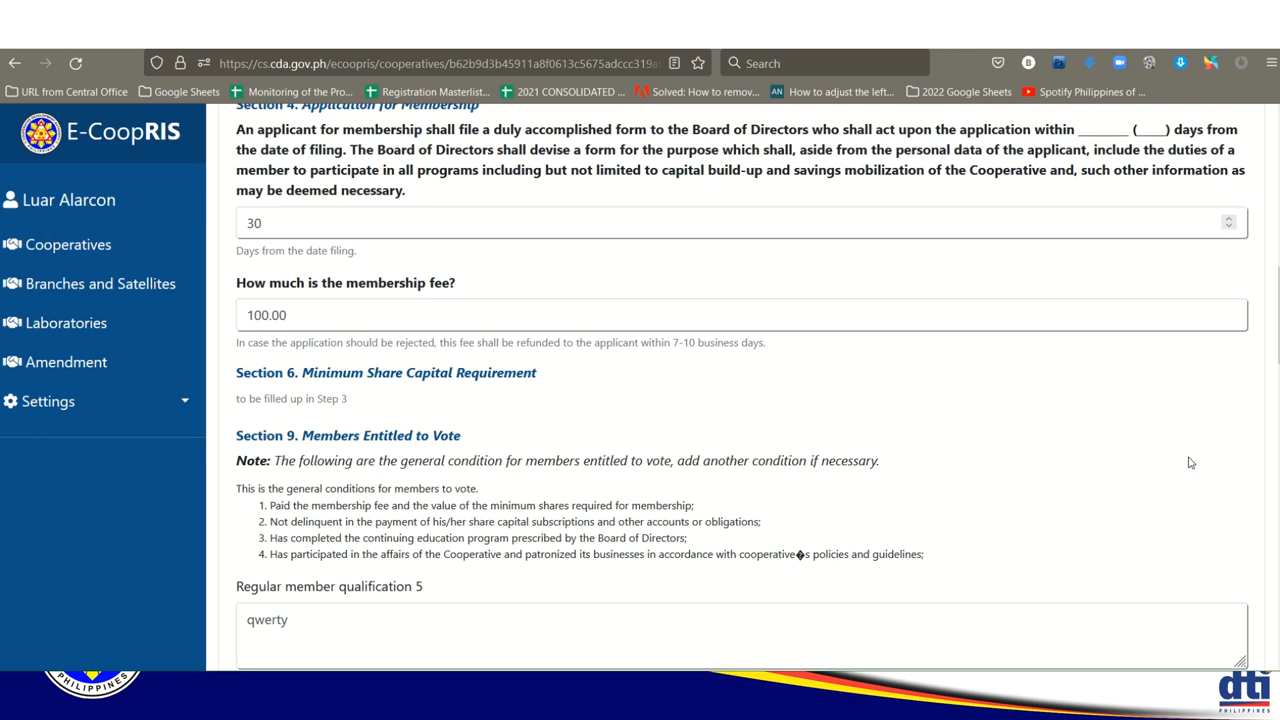 https://cs.cda.gov.ph/ecoopris/cooperatives/b62b9d3b45911a8f0613c5675adccc319a
Search
URL from Central Office
Google Sheets
Monitoring of the Pro...
Registration Masterlist...
2021 CONSOLIDATED ...
Solved: How to remov...
AN How to adjust the left...
2022 Google Sheets
Spotify Philippines of ...
E-CoopRIS
Luar Alarcon
Cooperatives
Branches and Satellites
Laboratories
Amendment
Settings
Section 4. Application for Membership
An applicant for membership shall file a duly accomplished form to the Board of Directors who shall act upon the application within _______ (____) days from
the date of filing. The Board of Directors shall devise a form for the purpose which shall, aside from the personal data of the applicant, include the duties of a
member to participate in all programs including but not limited to capital build-up and savings mobilization of the Cooperative and, such other information as
may be deemed necessary.
30
Days from the date filing.
How much is the membership fee?
100.00
In case the application should be rejected, this fee shall be refunded to the applicant within 7-10 business days.
Section 6. Minimum Share Capital Requirement
to be filled up in Step 3
Section 9. Members Entitled to Vote
Note: The following are the general condition for members entitled to vote, add another condition if necessary.
This is the general conditions for members to vote.
1. Paid the membership fee and the value of the minimum shares required for membership;
2. Not delinquent in the payment of his/her share capital subscriptions and other accounts or obligations;
3. Has completed the continuing education program prescribed by the Board of Directors;
4. Has participated in the affairs of the Cooperative and patronized its businesses in accordance with cooperative�s policies and guidelines;
Regular member qualification 5
qwerty
PHILIPPINES
dti
PHILIPPINES